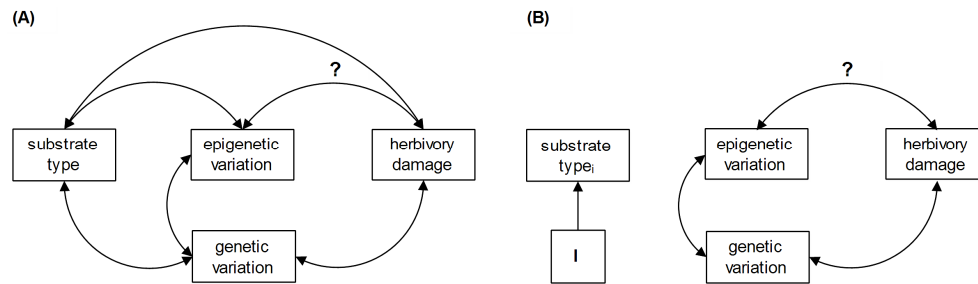 (A)
?
substrate
type
epigenetic
variation
herbivory
damage
genetic
variation
(B)
?
substrate
typeᵢ
epigenetic
variation
herbivory
damage
I
genetic
variation